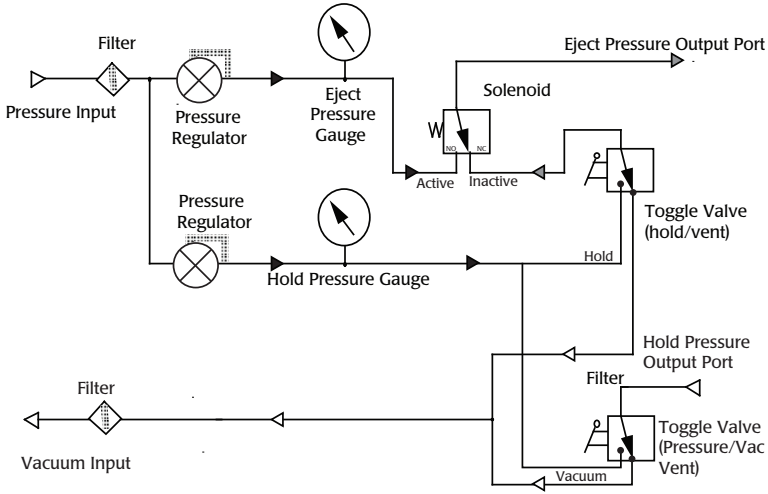 Filter
Pressure Input
Pressure
Regulator
Eject
Pressure
Gauge
Eject Pressure Output Port
Solenoid
NO
NC
Active
Inactive
Toggle Valve
(hold/vent)
Pressure
Regulator
Hold Pressure Gauge
Hold
Hold Pressure
Output Port
Filter
Filter
Vacuum Input
Toggle Valve
(Pressure/Vac
Vent)
Vacuum